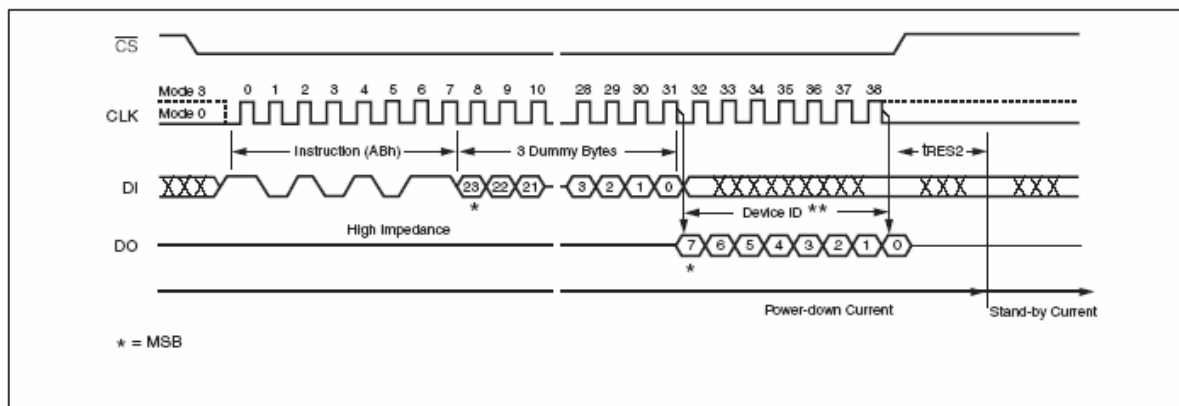 CS
Mode 3 0 1 2 3 4 5 6 7 8 9 10 28 29 30 31 32 33 34 35 36 37 38
CLK Mode 0
Instruction (ABh) 3 Dummy Bytes tRES2
DI 23 22 21 3 2 1 0
* Device ID **
High Impedance
DO 7 6 5 4 3 2 1 0
*
Power-down Current Stand-by Current
* = MSB